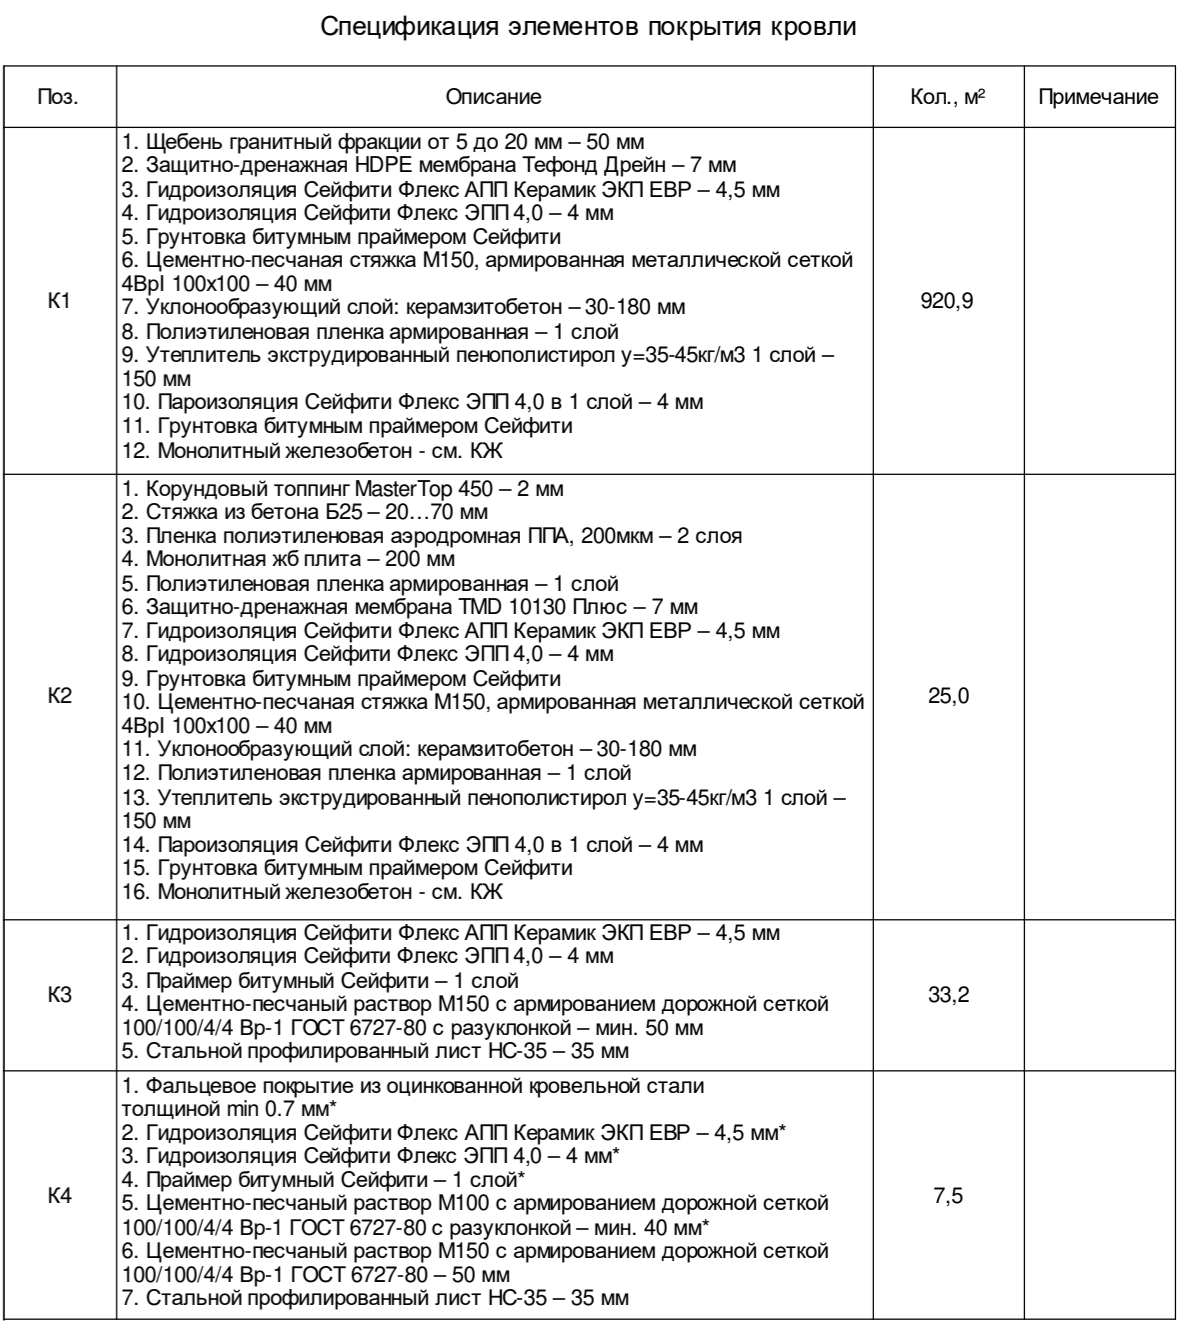 Спецификация элементов покрытия кровли
Поз.
Описание
Кол., м²
Примечание
К1
1. Щебень гранитный фракции от 5 до 20 мм – 50 мм
2. Защитно-дренажная HDPE мембрана Тефонд Дрейн – 7 мм
3. Гидроизоляция Сейфити Флекс АПП Керамик ЭКП ЕВР – 4,5 мм
4. Гидроизоляция Сейфити Флекс ЭПП 4,0 – 4 мм
5. Грунтовка битумным праймером Сейфити
6. Цементно-песчаная стяжка М150, армированная металлической сеткой
4ВрI 100х100 – 40 мм
7. Уклонообразующий слой: керамзитобетон – 30-180 мм
8. Полиэтиленовая пленка армированная – 1 слой
9. Утеплитель экструдированный пенополистирол у=35-45кг/м3 1 слой –
150 мм
10. Пароизоляция Сейфити Флекс ЭПП 4,0 в 1 слой – 4 мм
11. Грунтовка битумным праймером Сейфити
12. Монолитный железобетон - см. КЖ
920,9
К2
1. Корундовый топпинг MasterTop 450 – 2 мм
2. Стяжка из бетона Б25 – 20…70 мм
3. Пленка полиэтиленовая аэродромная ППА, 200мкм – 2 слоя
4. Монолитная жб плита – 200 мм
5. Полиэтиленовая пленка армированная – 1 слой
6. Защитно-дренажная мембрана TMD 10130 Плюс – 7 мм
7. Гидроизоляция Сейфити Флекс АПП Керамик ЭКП ЕВР – 4,5 мм
8. Гидроизоляция Сейфити Флекс ЭПП 4,0 – 4 мм
9. Грунтовка битумным праймером Сейфити
10. Цементно-песчаная стяжка М150, армированная металлической сеткой
4ВрI 100х100 – 40 мм
11. Уклонообразующий слой: керамзитобетон – 30-180 мм
12. Полиэтиленовая пленка армированная – 1 слой
13. Утеплитель экструдированный пенополистирол у=35-45кг/м3 1 слой –
150 мм
14. Пароизоляция Сейфити Флекс ЭПП 4,0 в 1 слой – 4 мм
15. Грунтовка битумным праймером Сейфити
16. Монолитный железобетон - см. КЖ
25,0
К3
1. Гидроизоляция Сейфити Флекс АПП Керамик ЭКП ЕВР – 4,5 мм
2. Гидроизоляция Сейфити Флекс ЭПП 4,0 – 4 мм
3. Праймер битумный Сейфити – 1 слой
4. Цементно-песчаный раствор М150 с армированием дорожной сеткой
100/100/4/4 Вр-1 ГОСТ 6727-80 с разуклонкой – мин. 50 мм
5. Стальной профилированный лист НС-35 – 35 мм
33,2
К4
1. Фальцевое покрытие из оцинкованной кровельной стали
толщиной min 0.7 мм*
2. Гидроизоляция Сейфити Флекс АПП Керамик ЭКП ЕВР – 4,5 мм*
3. Гидроизоляция Сейфити Флекс ЭПП 4,0 – 4 мм*
4. Праймер битумный Сейфити – 1 слой*
5. Цементно-песчаный раствор М100 с армированием дорожной сеткой
100/100/4/4 Вр-1 ГОСТ 6727-80 с разуклонкой – мин. 40 мм*
6. Цементно-песчаный раствор М150 с армированием дорожной сеткой
100/100/4/4 Вр-1 ГОСТ 6727-80 – 50 мм
7. Стальной профилированный лист НС-35 – 35 мм
7,5